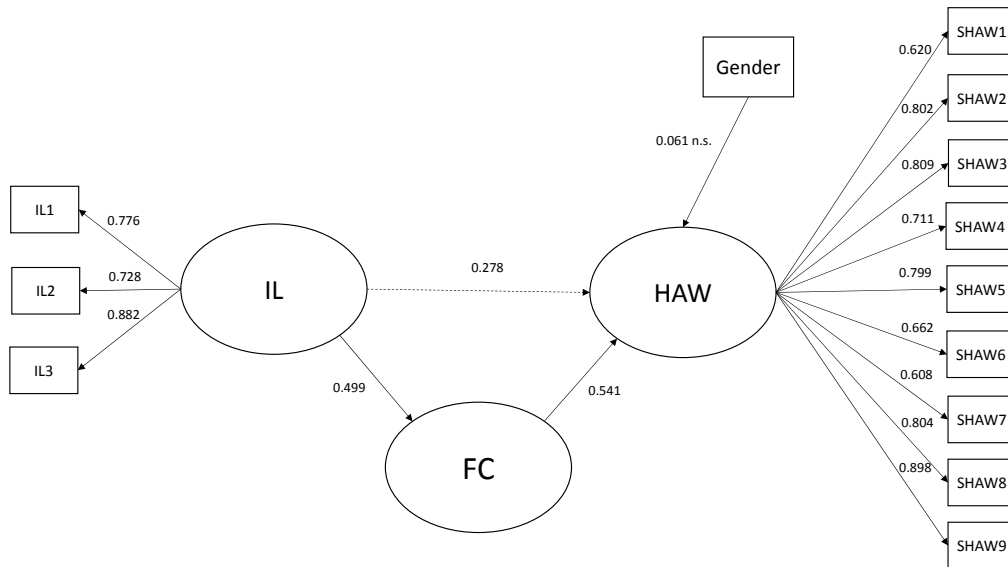 SHAW1
0.620
Gender
SHAW2
0.802
0.061 n.s.
SHAW3
0.809
IL1
0.776
SHAW4
0.711
IL2
0.728
IL
0.278
HAW
SHAW5
0.799
0.882
SHAW6
0.662
IL3
0.499
0.541
0.608
SHAW7
0.804
FC
0.898
SHAW8
SHAW9